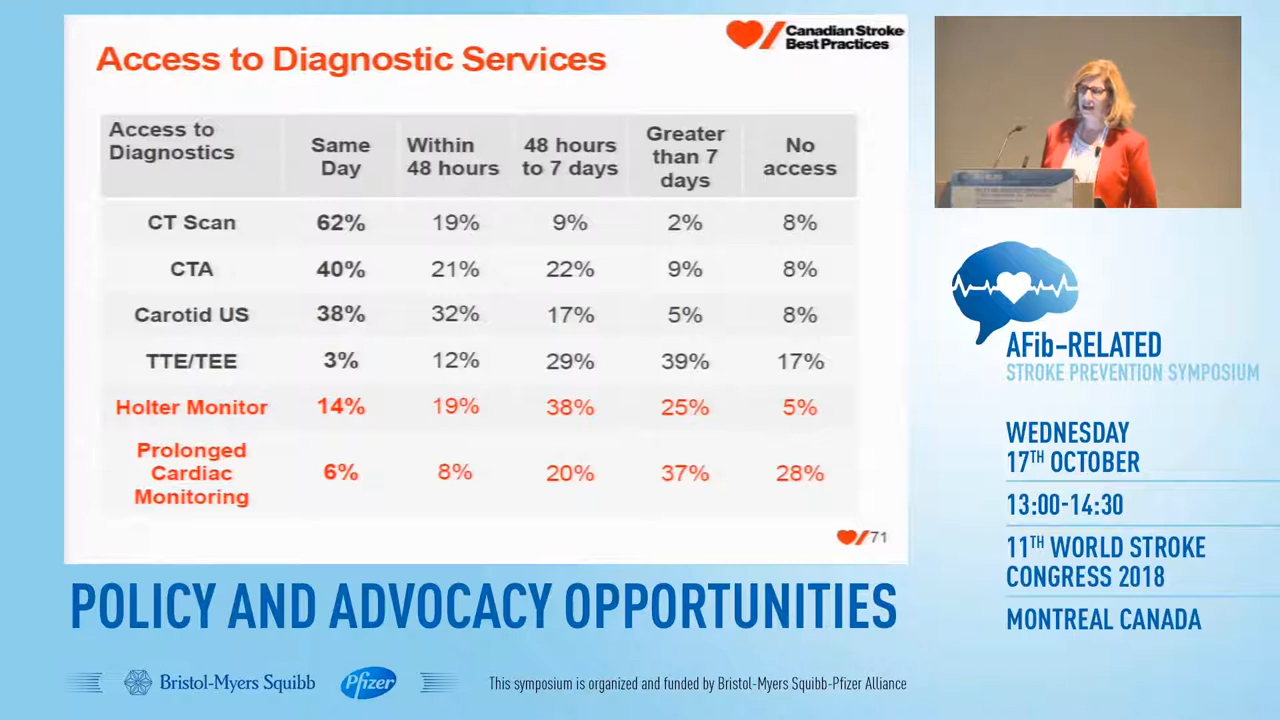 Access to Diagnostic Services
Canadian Stroke
Best Practices
Access to
Diagnostics
Same
Day
Within
48 hours
48 hours
to 7 days
Greater
than 7
days
No
access
CT Scan 62% 19% 9% 2% 8%
CTA 40% 21% 22% 9% 8%
Carotid US 38% 32% 17% 5% 8%
TTE/TEE 3% 12% 29% 39% 17%
Holter Monitor 14% 19% 38% 25% 5%
Prolonged
Cardiac
Monitoring
6% 8% 20% 37% 28%
71
AFib-RELATED
STROKE PREVENTION SYMPOSIUM
WEDNESDAY
17TH OCTOBER
13:00-14:30
11TH WORLD STROKE
CONGRESS 2018
MONTREAL CANADA
POLICY AND ADVOCACY OPPORTUNITIES
Bristol-Myers Squibb
Pfizer
This symposium is organized and funded by Bristol-Myers Squibb-Pfizer Alliance